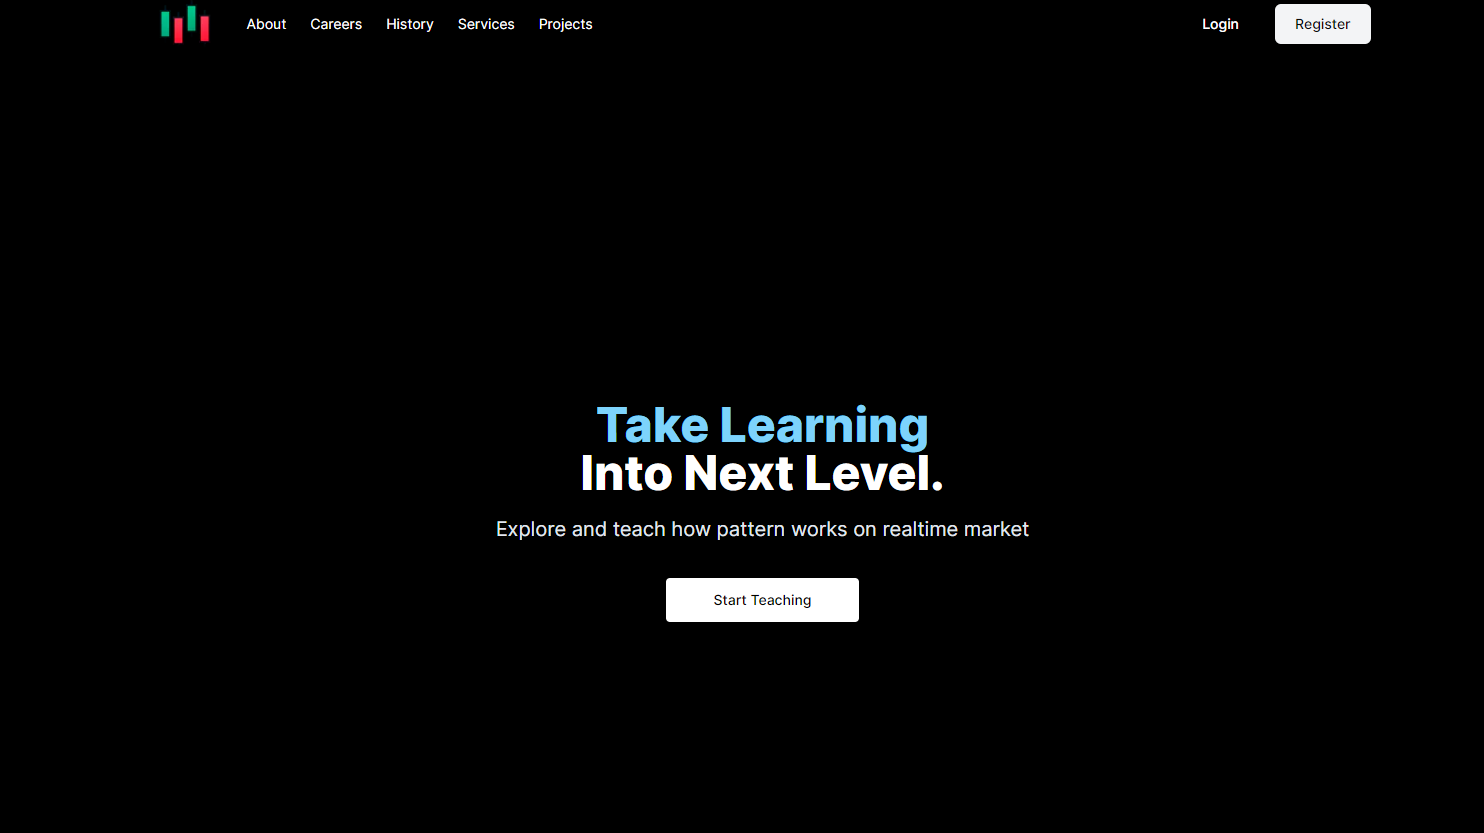 About Careers History Services Projects Login Register
Take Learning
Into Next Level.
Explore and teach how pattern works on realtime market
Start Teaching